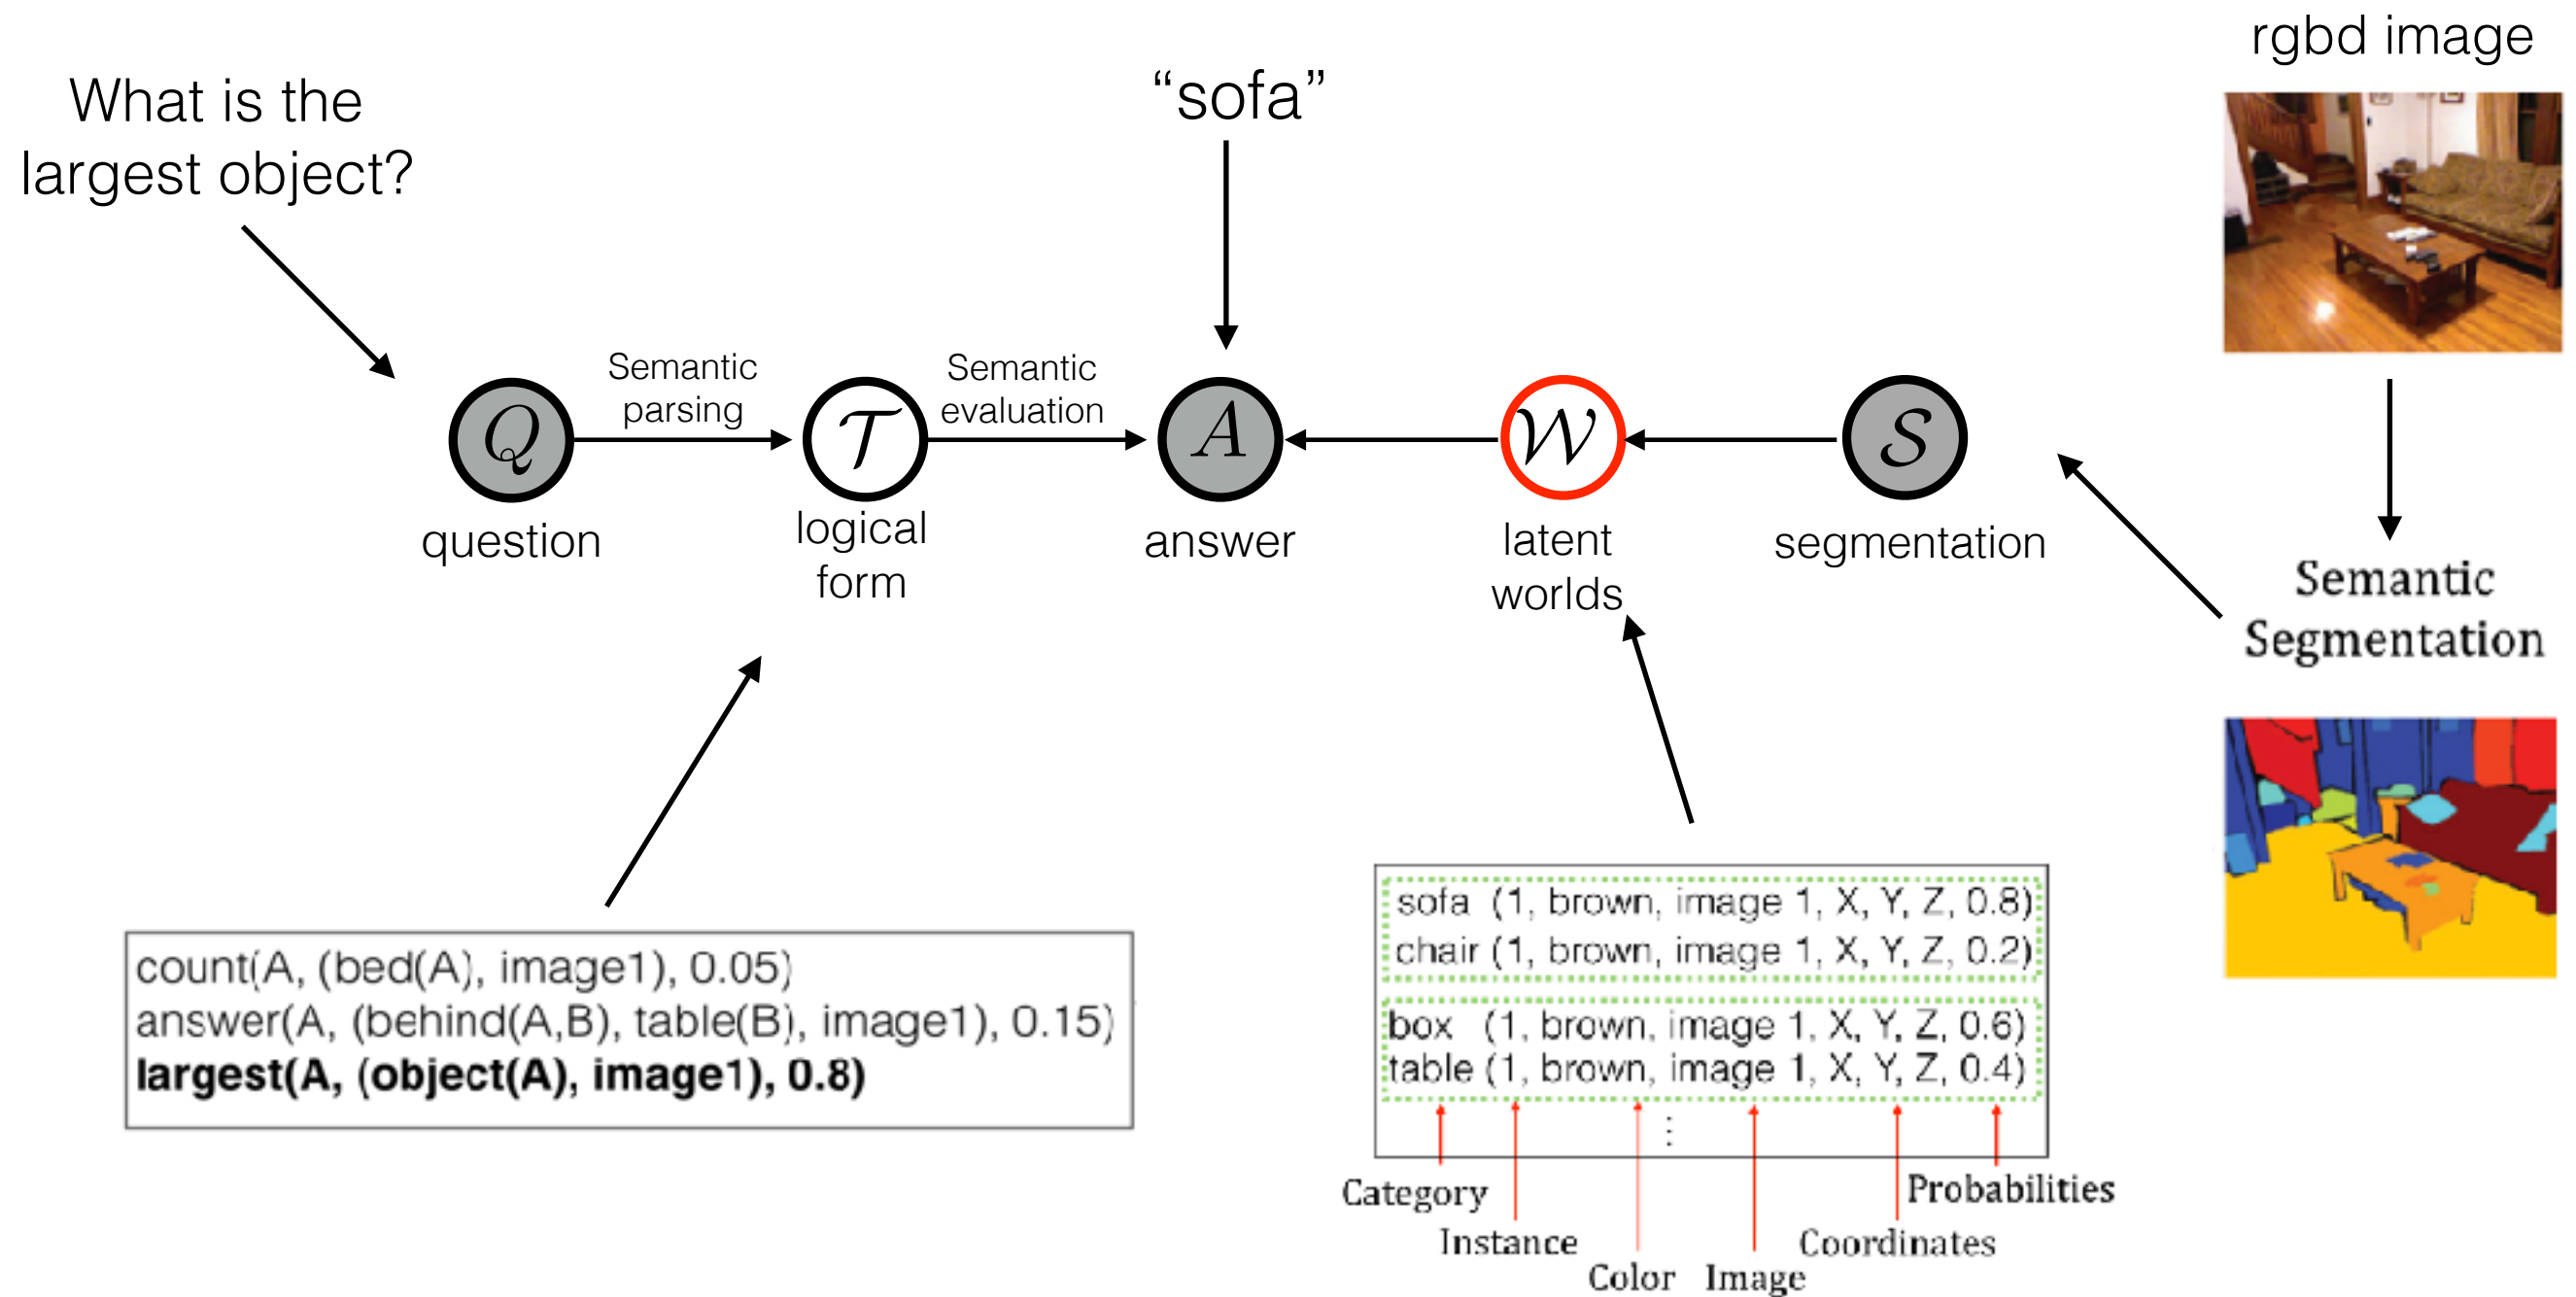 rgbd image
What is the
largest object?
“sofa”
Semantic
parsing
Semantic
evaluation
Q
T
A
W
S
question
logical
form
answer
latent
worlds
segmentation
Semantic
Segmentation
count(A, (bed(A), image1), 0.05)
answer(A, (behind(A,B), table(B), image1), 0.15)
largest(A, (object(A), image1), 0.8)
sofa (1, brown, image 1, X, Y, Z, 0.8)
chair (1, brown, image 1, X, Y, Z, 0.2)
box (1, brown, image 1, X, Y, Z, 0.6)
table (1, brown, image 1, X, Y, Z, 0.4)
⋮
Category
Instance
Color
Image
Coordinates
Probabilities